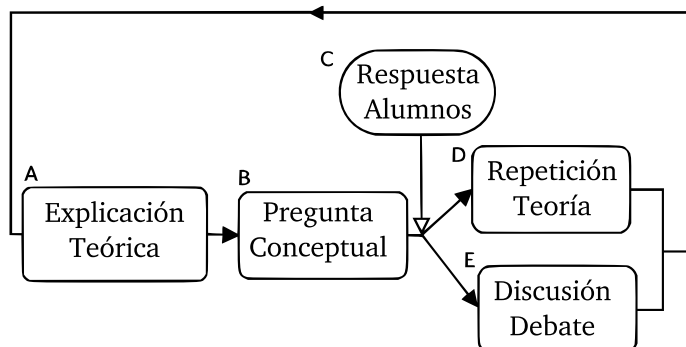 C
Respuesta
Alumnos
A
Explicación
Teórica
B
Pregunta
Conceptual
D
Repetición
Teoría
E
Discusión
Debate